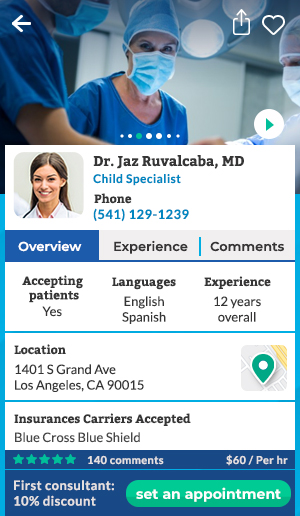 Dr. Jaz Ruvalcaba, MD
Child Specialist
Phone
(541) 129-1239
Overview
Experience
Comments
Accepting
patients
Yes
Languages
English
Spanish
Experience
12 years
overall
Location
1401 S Grand Ave
Los Angeles, CA 90015
Insurances Carriers Accepted
Blue Cross Blue Shield
140 comments
$60 / Per hr
First consultant:
10% discount
set an appointment